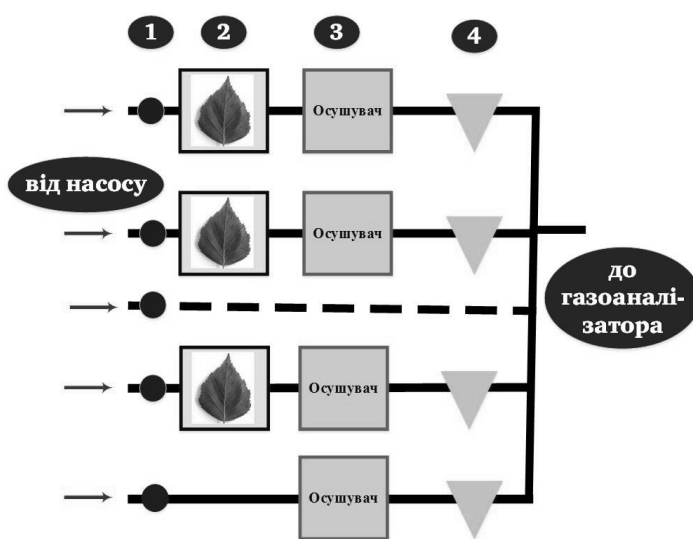 1 2 3 4
Осушувач
від насосу
Осушувач
до
газоаналі-
затора
Осушувач
Осушувач